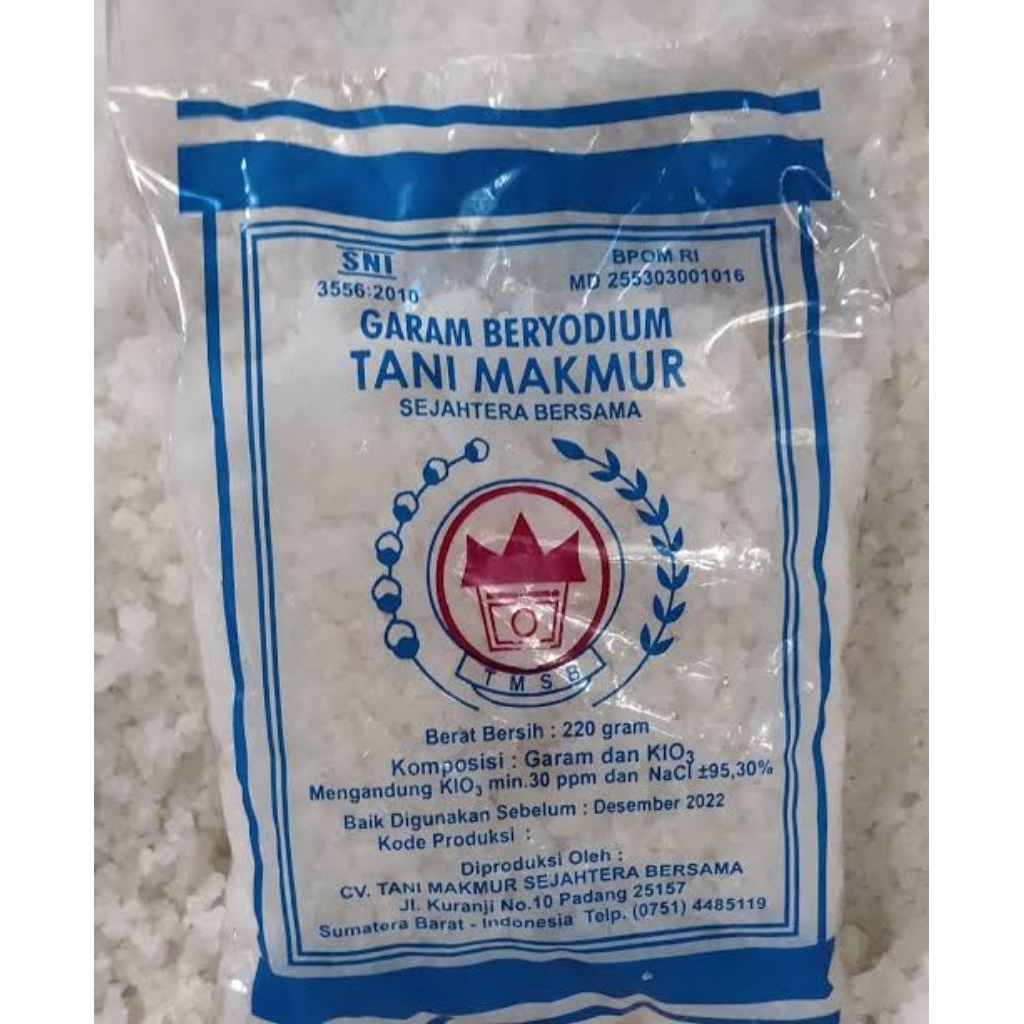 SNI
3556:2010
BPOM RI
MD 255303001016
GARAM BERYODIUM
TANI MAKMUR
SEJAHTERA BERSAMA
TMSB
Berat Bersih : 220 gram
Komposisi : Garam dan KIO₃
Mengandung KIO₃ min.30 ppm dan NaCl ±95,30%
Baik Digunakan Sebelum : Desember 2022
Kode Produksi :
Diproduksi Oleh :
CV. TANI MAKMUR SEJAHTERA BERSAMA
Jl. Kuranji No.10 Padang 25157
Sumatera Barat - Indonesia Telp. (0751) 4485119